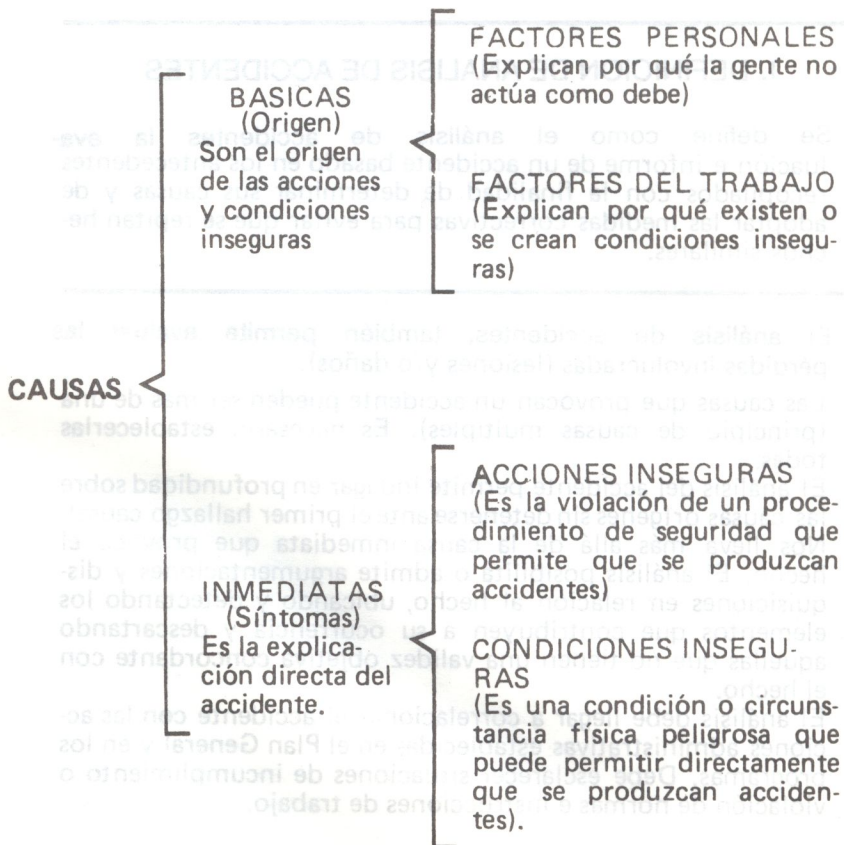 CAUSAS
BASICAS
(Origen)
Son el origen
de las acciones
y condiciones
inseguras
FACTORES PERSONALES
(Explican por qué la gente no
actúa como debe)
FACTORES DEL TRABAJO
(Explican por qué existen o
se crean condiciones insegu-
ras)
INMEDIATAS
(Síntomas)
Es la explica-
ción directa del
accidente.
ACCIONES INSEGURAS
(Es la violación de un proce-
dimiento de seguridad que
permite que se produzcan
accidentes)
CONDICIONES INSEGU-
RAS
(Es una condición o circuns-
tancia física peligrosa que
puede permitir directamente
que se produzcan acciden-
tes).